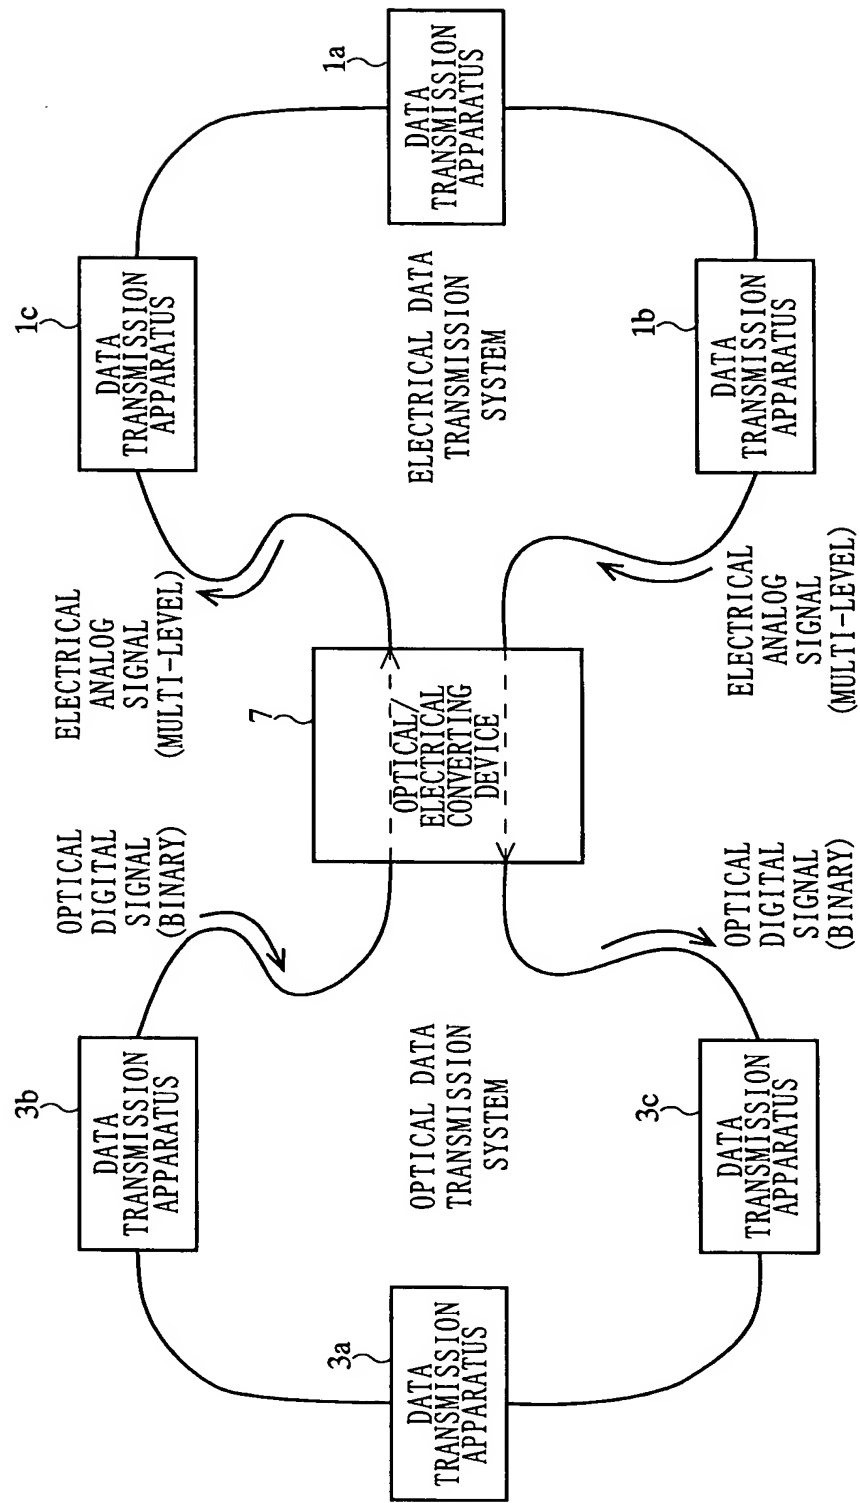 3b
DATA
TRANSMISSION
APPARATUS
OPTICAL
DIGITAL
SIGNAL
(BINARY)
ELECTRICAL
ANALOG
SIGNAL
(MULTI-LEVEL)
1c
DATA
TRANSMISSION
APPARATUS
3a
DATA
TRANSMISSION
APPARATUS
OPTICAL DATA
TRANSMISSION
SYSTEM
7
OPTICAL/
ELECTRICAL
CONVERTING
DEVICE
ELECTRICAL DATA
TRANSMISSION
SYSTEM
1a
DATA
TRANSMISSION
APPARATUS
3c
DATA
TRANSMISSION
APPARATUS
OPTICAL
DIGITAL
SIGNAL
(BINARY)
ELECTRICAL
ANALOG
SIGNAL
(MULTI-LEVEL)
1b
DATA
TRANSMISSION
APPARATUS